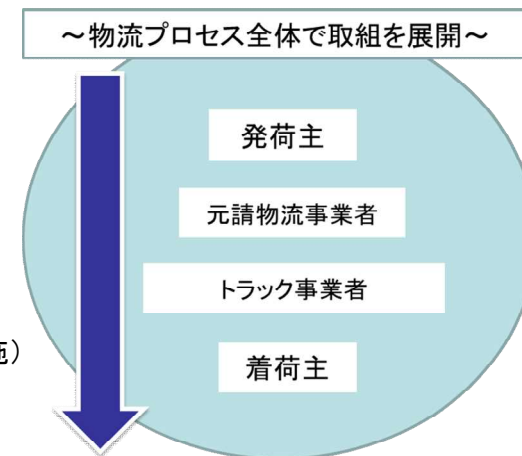 ～物流プロセス全体で取組を展開～
発荷主
元請物流事業者
トラック事業者
施）
着荷主